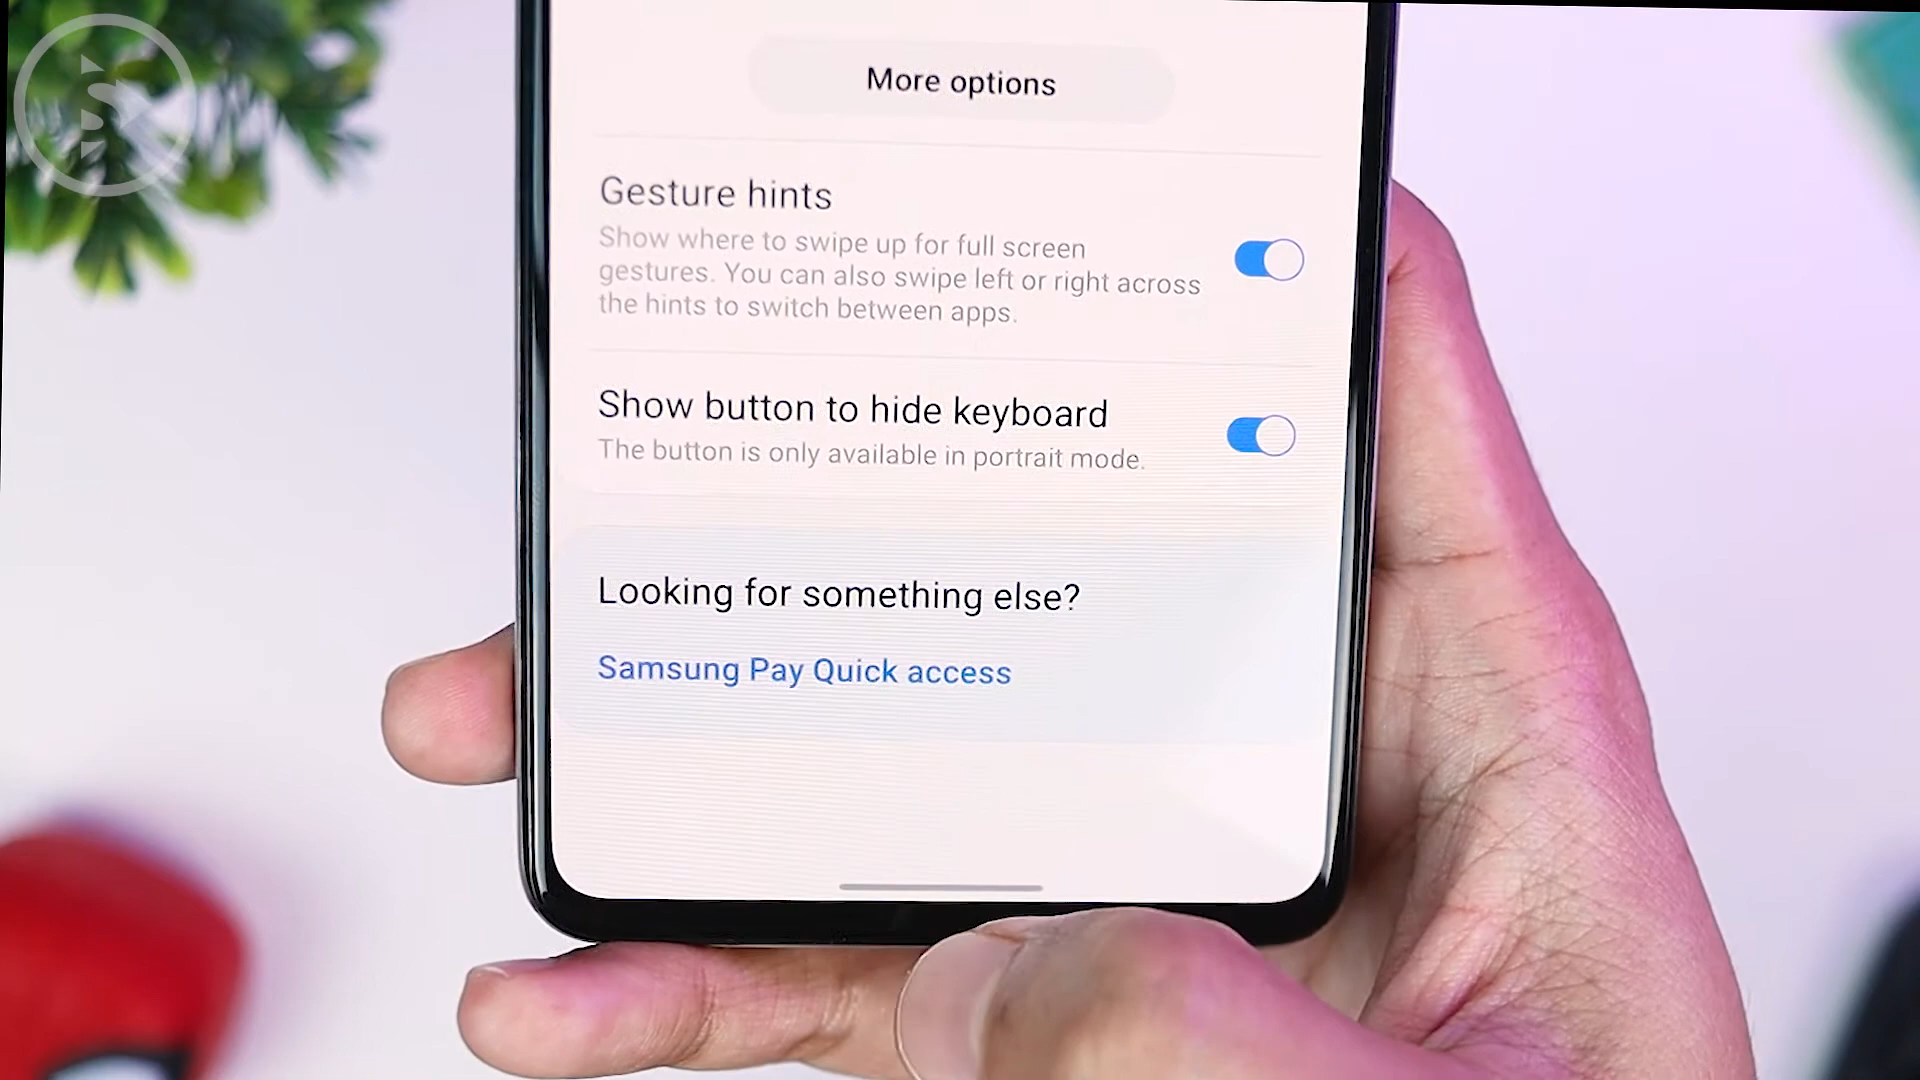 S
More options
Gesture hints
Show where to swipe up for full screen
gestures. You can also swipe left or right across
the hints to switch between apps.
Show button to hide keyboard
The button is only available in portrait mode.
Looking for something else?
Samsung Pay Quick access